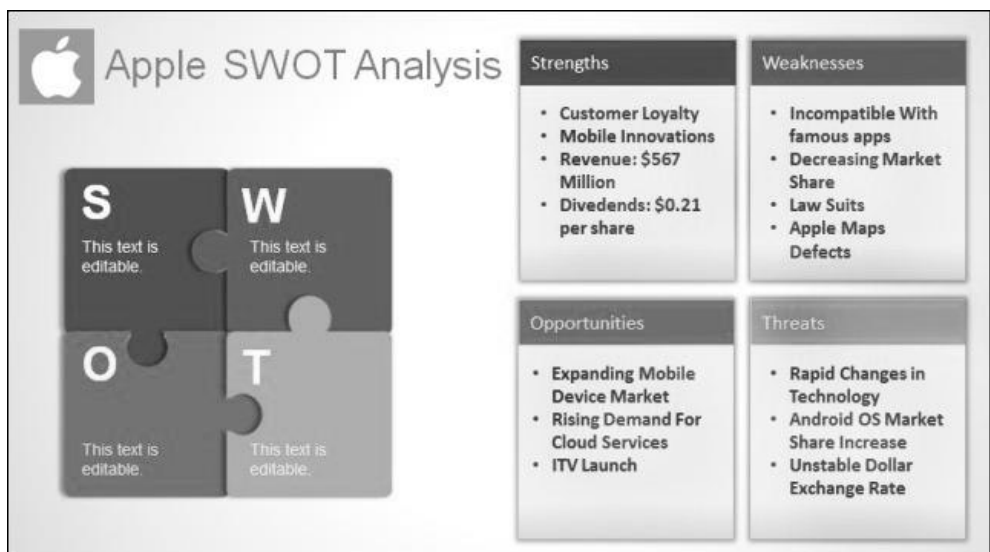 Apple SWOT Analysis
S
This text is
editable.
W
This text is
editable.
O
This text is
editable.
T
This text is
editable.
Strengths
• Customer Loyalty
• Mobile Innovations
• Revenue: $567
Million
• Divedends: $0.21
per share
Weaknesses
• Incompatible With
famous apps
• Decreasing Market
Share
• Law Suits
• Apple Maps
Defects
Opportunities
• Expanding Mobile
Device Market
• Rising Demand For
Cloud Services
• ITV Launch
Threats
• Rapid Changes in
Technology
• Android OS Market
Share Increase
• Unstable Dollar
Exchange Rate